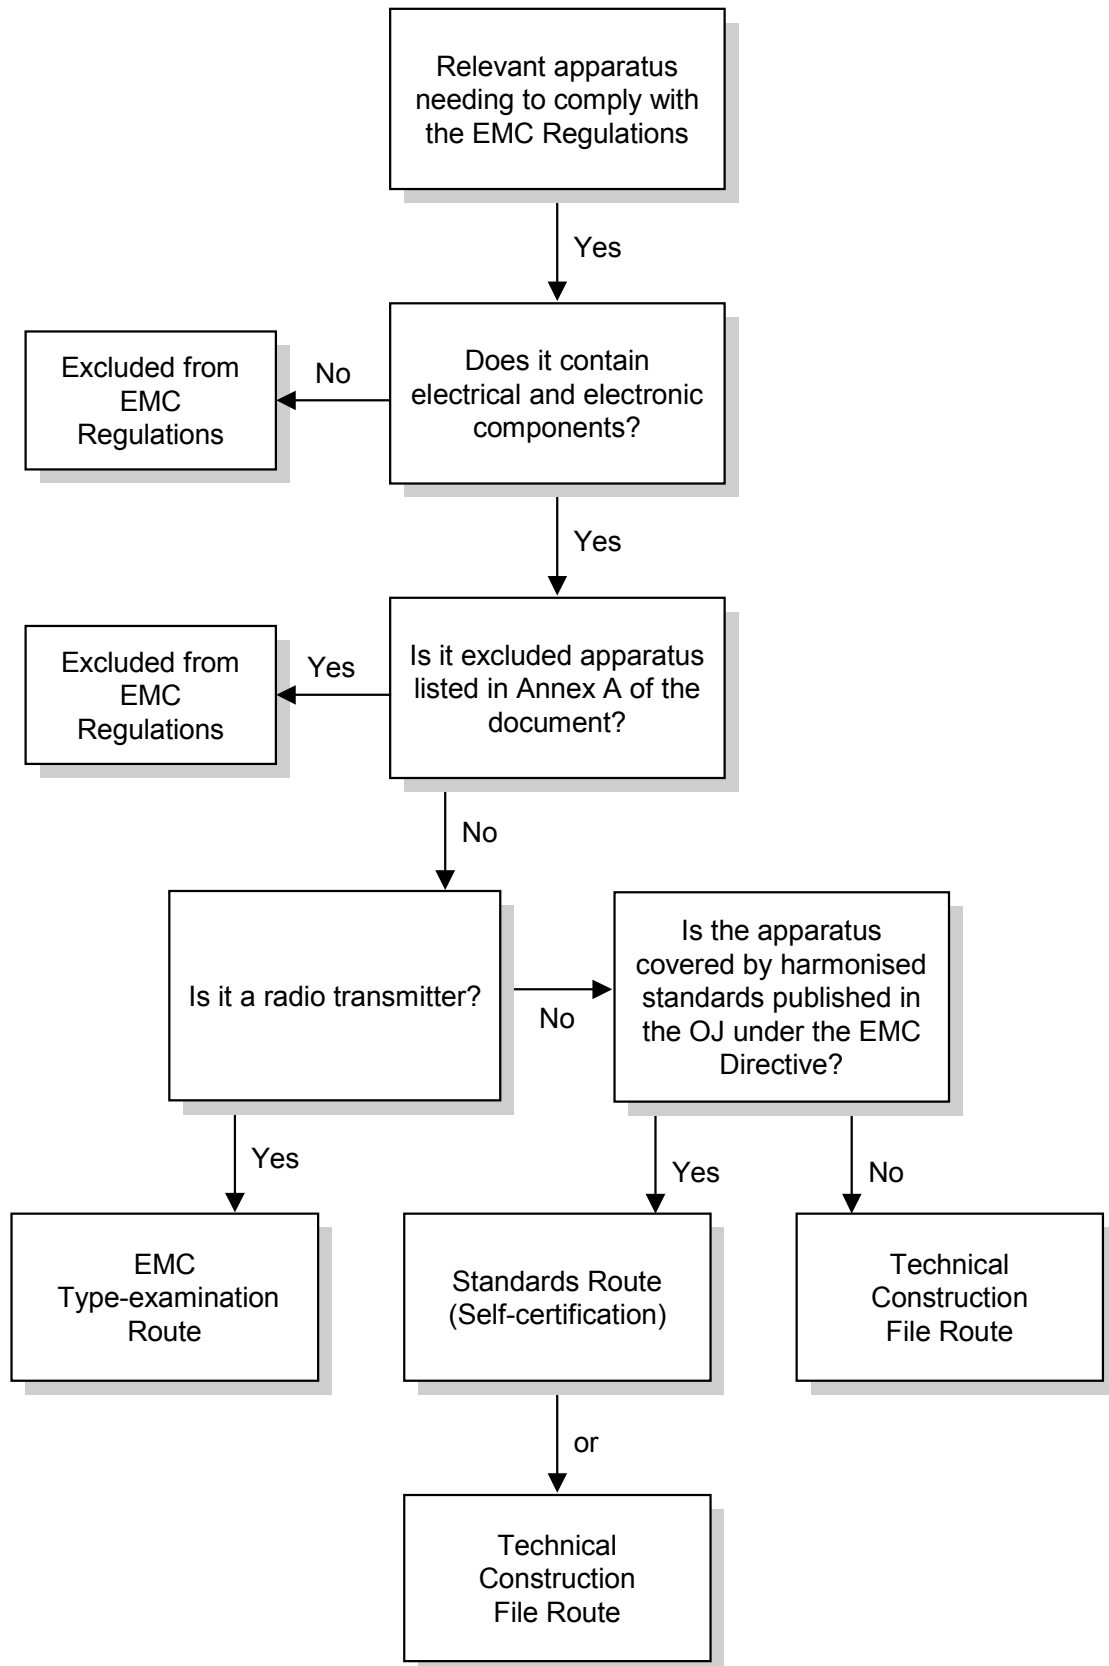 Relevant apparatus
needing to comply with
the EMC Regulations
Yes
Does it contain
electrical and electronic
components?
No
Excluded from
EMC
Regulations
Yes
Is it excluded apparatus
listed in Annex A of the
document?
Yes
Excluded from
EMC
Regulations
No
Is it a radio transmitter?
No
Is the apparatus
covered by harmonised
standards published in
the OJ under the EMC
Directive?
Yes
Yes
No
EMC
Type-examination
Route
Standards Route
(Self-certification)
Technical
Construction
File Route
or
Technical
Construction
File Route